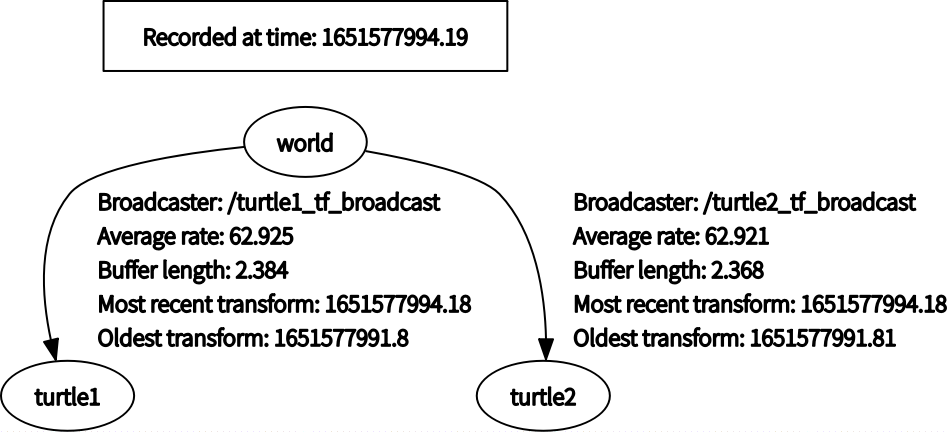 Recorded at time: 1651577994.19
world
Broadcaster: /turtle1_tf_broadcast
Average rate: 62.925
Buffer length: 2.384
Most recent transform: 1651577994.18
Oldest transform: 1651577991.8
Broadcaster: /turtle2_tf_broadcast
Average rate: 62.921
Buffer length: 2.368
Most recent transform: 1651577994.18
Oldest transform: 1651577991.81
turtle1
turtle2